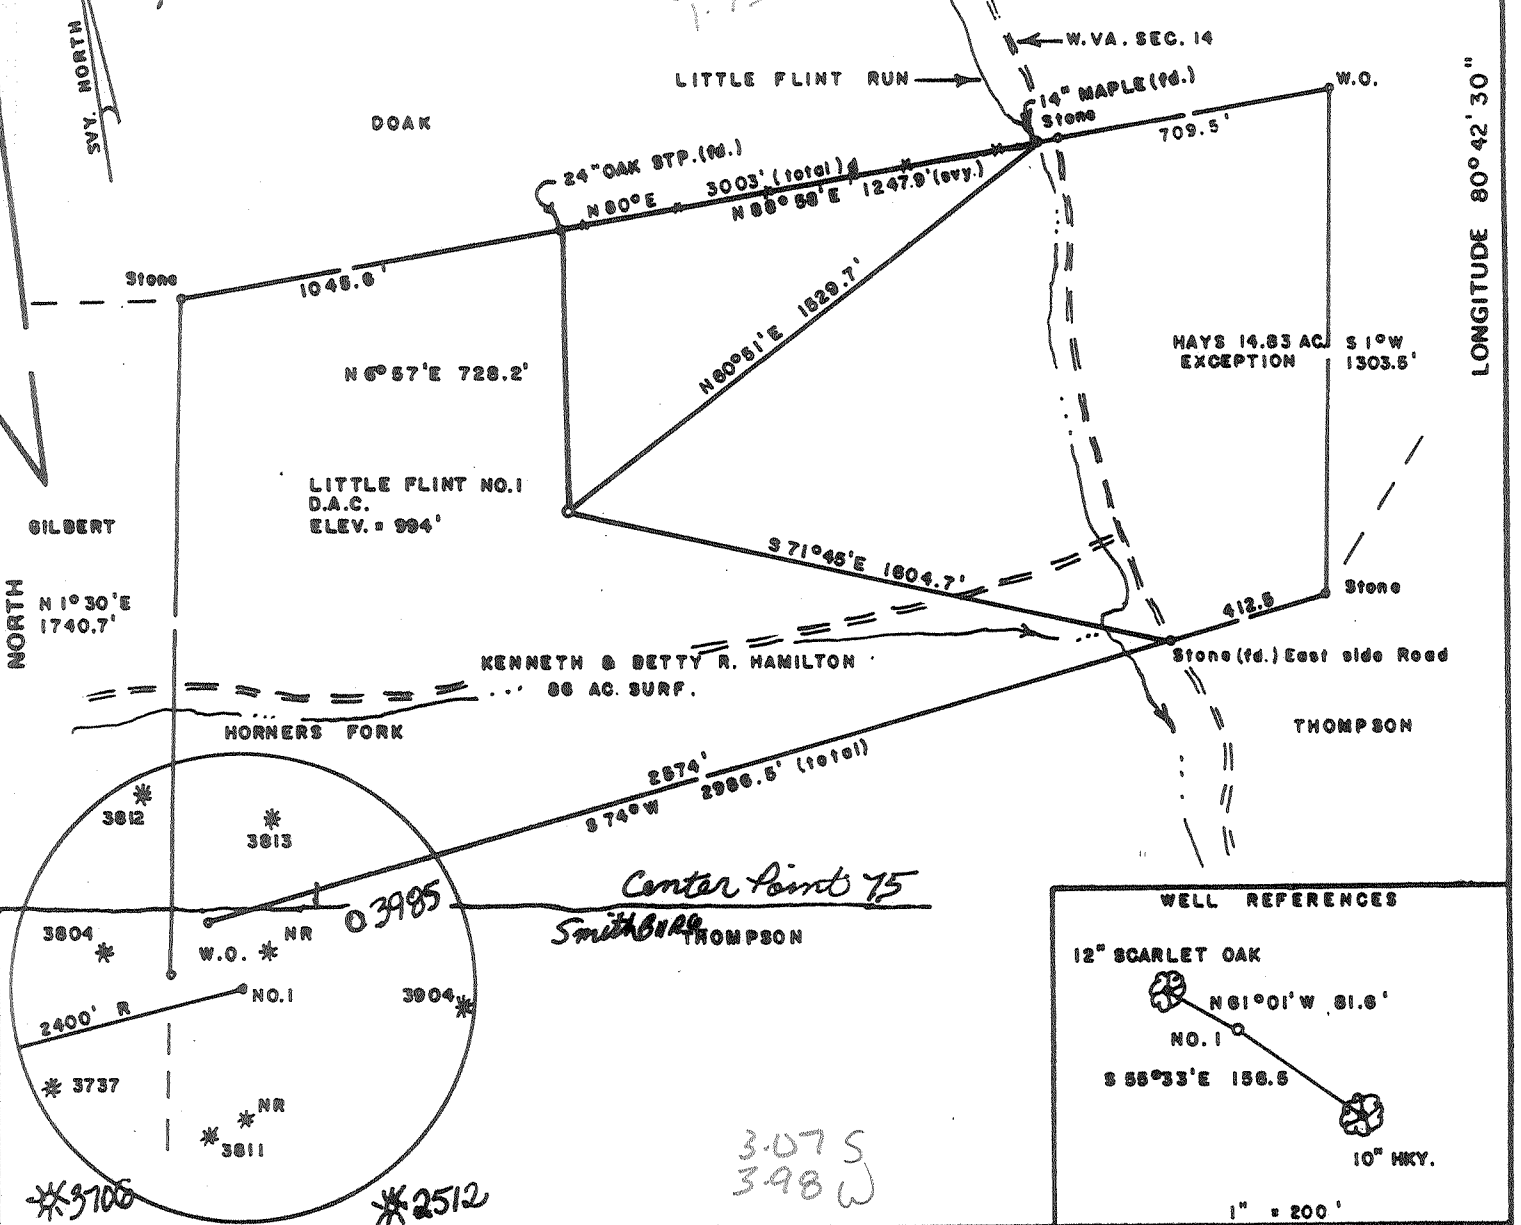 SVY. NORTH
W.VA. SEC. 14
LITTLE FLINT RUN
14" MAPLE (fd.)
Stone
W.O.
709.5'
LONGITUDE 80° 42' 30"
DOAK
24" OAK STP. (fd.)
3003' (total)
N 80° E
N 88° 58' E 1247.9' (svy.)
Stone
1045.6'
N 60° 51' E 1529.7'
HAYS 14.83 AC.
EXCEPTION
S 1° W
1303.5'
N 6° 57' E 728.2'
LITTLE FLINT NO. 1
D.A.C.
ELEV. = 994'
GILBERT
S 71° 45' E 1604.7'
NORTH
N 1° 30' E
1740.7'
412.5
Stone
KENNETH & BETTY R. HAMILTON
86 AC. SURF.
Stone (fd.) East side Road
HORNERS FORK
THOMPSON
2574'
S 74° W 2986.5' (total)
3812
3813
Center Point 75
3985
Smithburg
THOMPSON
3804
NR
W.O.
NO. 1
3904
2400' R
3737
NR
3811
3706
2512
3.07 S
3.98 W
WELL REFERENCES
12" SCARLET OAK
N 61° 01' W 81.6'
NO. 1
S 55° 33' E 156.5
10" HKY.
1" = 200'